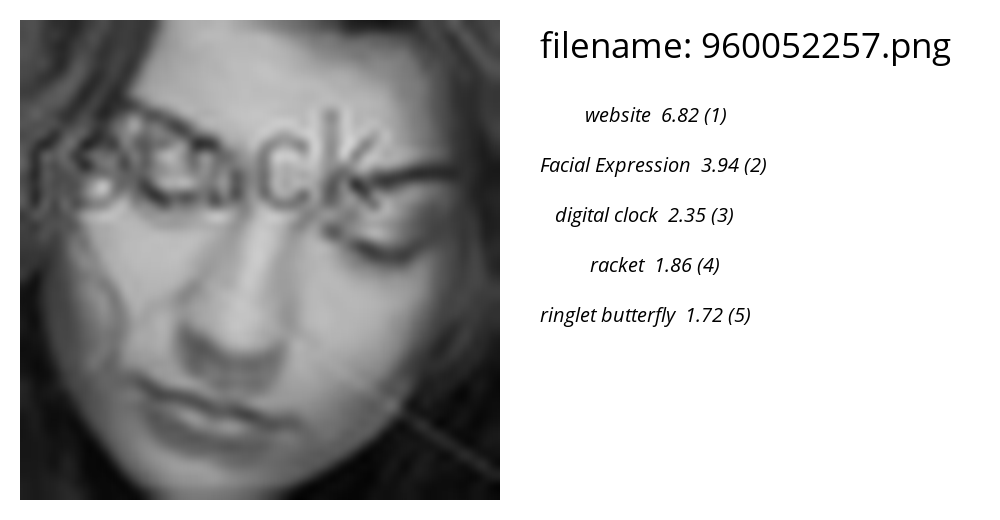 rstock
filename: 960052257.png
website 6.82 (1)
Facial Expression 3.94 (2)
digital clock 2.35 (3)
racket 1.86 (4)
ringlet butterfly 1.72 (5)